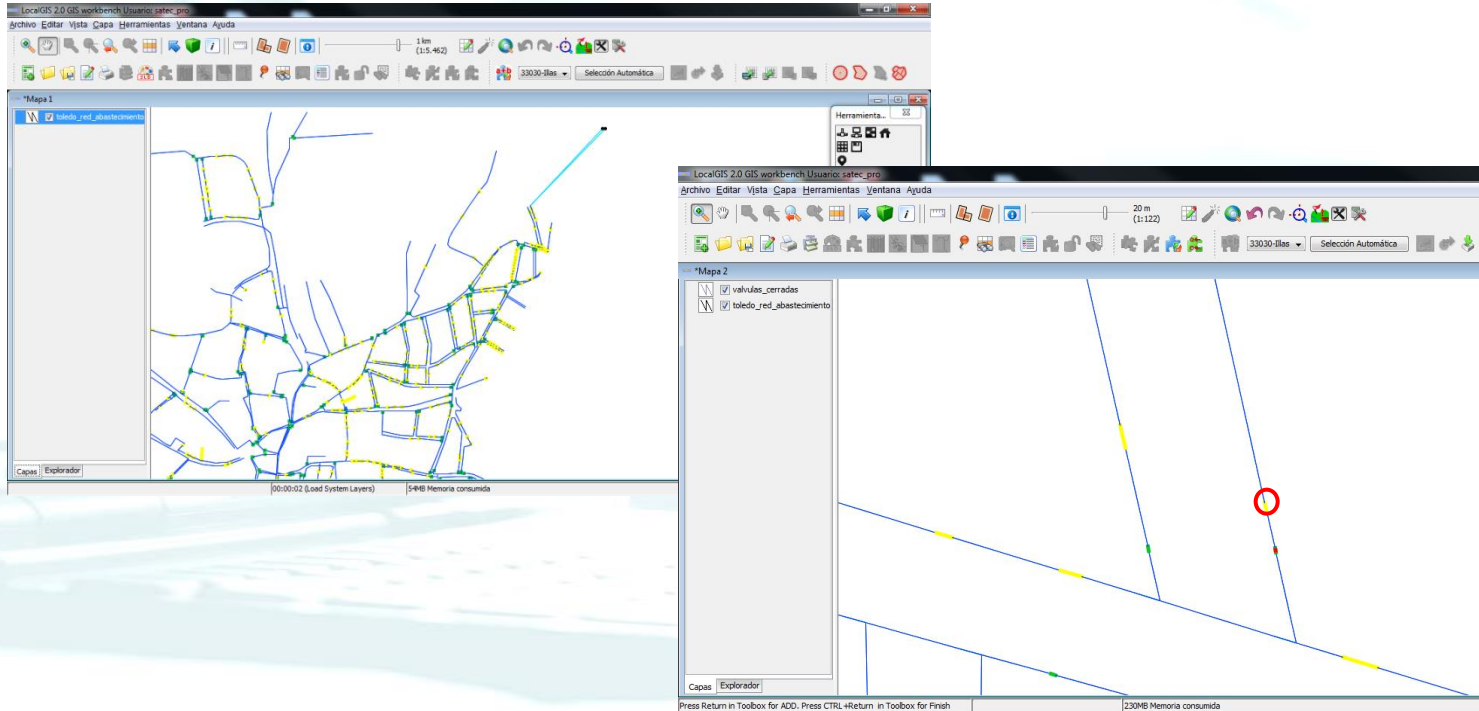 LocalGIS 2.0 GIS workbench Usuario: satec_pro
Archivo Editar Vista Capa Herramientas Ventana Ayuda
1 km
(1:5.462)
33030-Illas
Selección Automática
*Mapa 1
toledo_red_abastecimiento
Herramienta...
Capas Explorador
00:00:02 (Load System Layers)
54MB Memoria consumida
LocalGIS 2.0 GIS workbench Usuario: satec_pro
Archivo Editar Vista Capa Herramientas Ventana Ayuda
20 m
(1:122)
33030-Illas
Selección Automática
*Mapa 2
valvulas_cerradas
toledo_red_abastecimiento
Capas Explorador
Press Return in Toolbox for ADD. Press CTRL+Return in Toolbox for Finish
230MB Memoria consumida